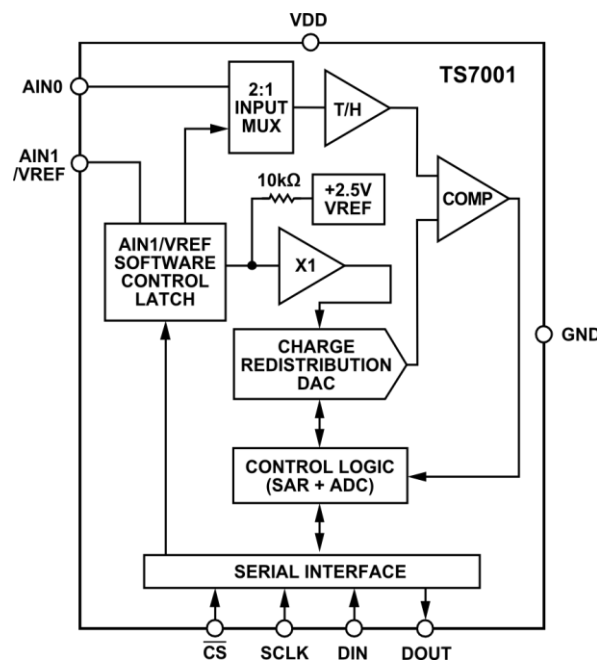 VDD
TS7001
AIN0
2:1
INPUT
MUX
T/H
AIN1
/VREF
10kΩ
+2.5V
VREF
COMP
AIN1/VREF
SOFTWARE
CONTROL
LATCH
X1
GND
CHARGE
REDISTRIBUTION
DAC
CONTROL LOGIC
(SAR + ADC)
SERIAL INTERFACE
C̅S̅
SCLK
DIN
DOUT